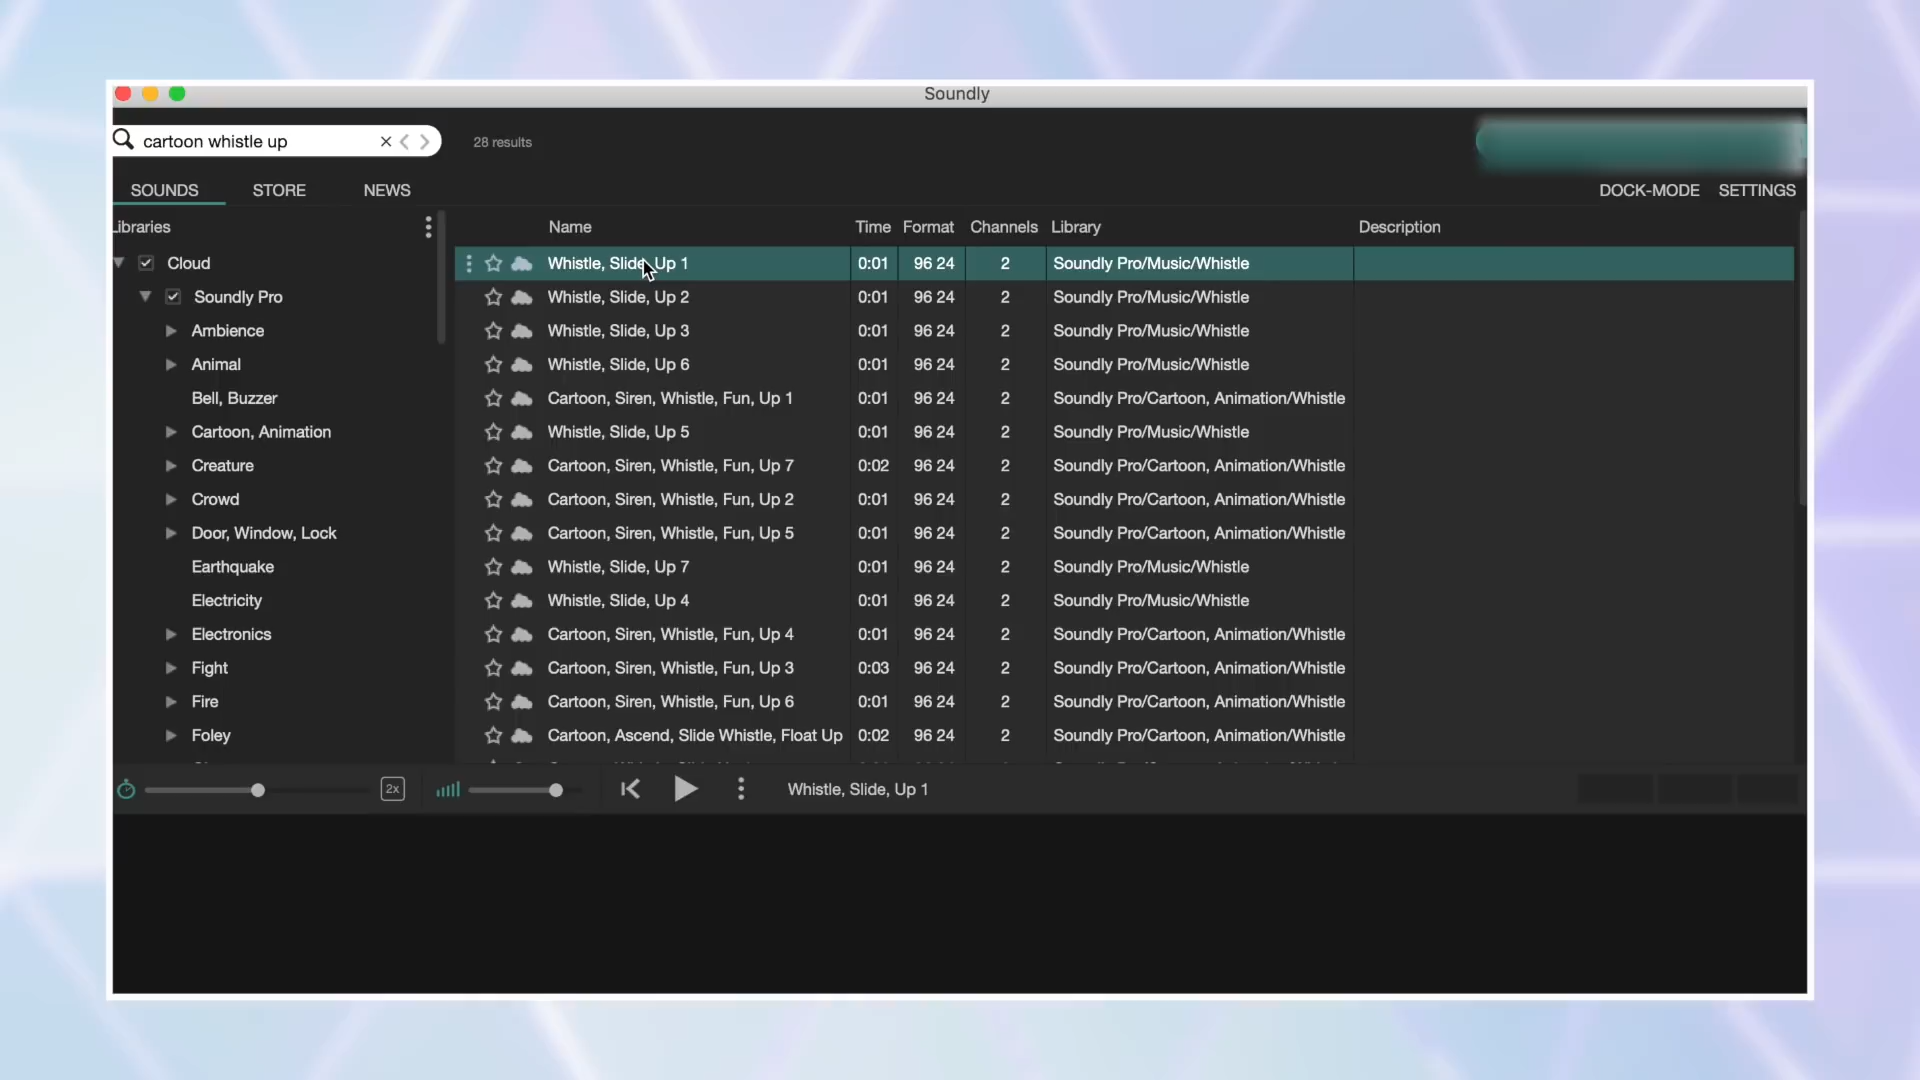 Soundly
cartoon whistle up
28 results
SOUNDS STORE NEWS
DOCK-MODE SETTINGS
Libraries
Name Time Format Channels Library Description
Cloud
Soundly Pro
Ambience
Animal
Bell, Buzzer
Cartoon, Animation
Creature
Crowd
Door, Window, Lock
Earthquake
Electricity
Electronics
Fight
Fire
Foley
Whistle, Slide, Up 1 0:01 96 24 2 Soundly Pro/Music/Whistle
Whistle, Slide, Up 2 0:01 96 24 2 Soundly Pro/Music/Whistle
Whistle, Slide, Up 3 0:01 96 24 2 Soundly Pro/Music/Whistle
Whistle, Slide, Up 6 0:01 96 24 2 Soundly Pro/Music/Whistle
Cartoon, Siren, Whistle, Fun, Up 1 0:01 96 24 2 Soundly Pro/Cartoon, Animation/Whistle
Whistle, Slide, Up 5 0:01 96 24 2 Soundly Pro/Music/Whistle
Cartoon, Siren, Whistle, Fun, Up 7 0:02 96 24 2 Soundly Pro/Cartoon, Animation/Whistle
Cartoon, Siren, Whistle, Fun, Up 2 0:01 96 24 2 Soundly Pro/Cartoon, Animation/Whistle
Cartoon, Siren, Whistle, Fun, Up 5 0:01 96 24 2 Soundly Pro/Cartoon, Animation/Whistle
Whistle, Slide, Up 7 0:01 96 24 2 Soundly Pro/Music/Whistle
Whistle, Slide, Up 4 0:01 96 24 2 Soundly Pro/Music/Whistle
Cartoon, Siren, Whistle, Fun, Up 4 0:01 96 24 2 Soundly Pro/Cartoon, Animation/Whistle
Cartoon, Siren, Whistle, Fun, Up 3 0:03 96 24 2 Soundly Pro/Cartoon, Animation/Whistle
Cartoon, Siren, Whistle, Fun, Up 6 0:01 96 24 2 Soundly Pro/Cartoon, Animation/Whistle
Cartoon, Ascend, Slide Whistle, Float Up 0:02 96 24 2 Soundly Pro/Cartoon, Animation/Whistle
2x
Whistle, Slide, Up 1